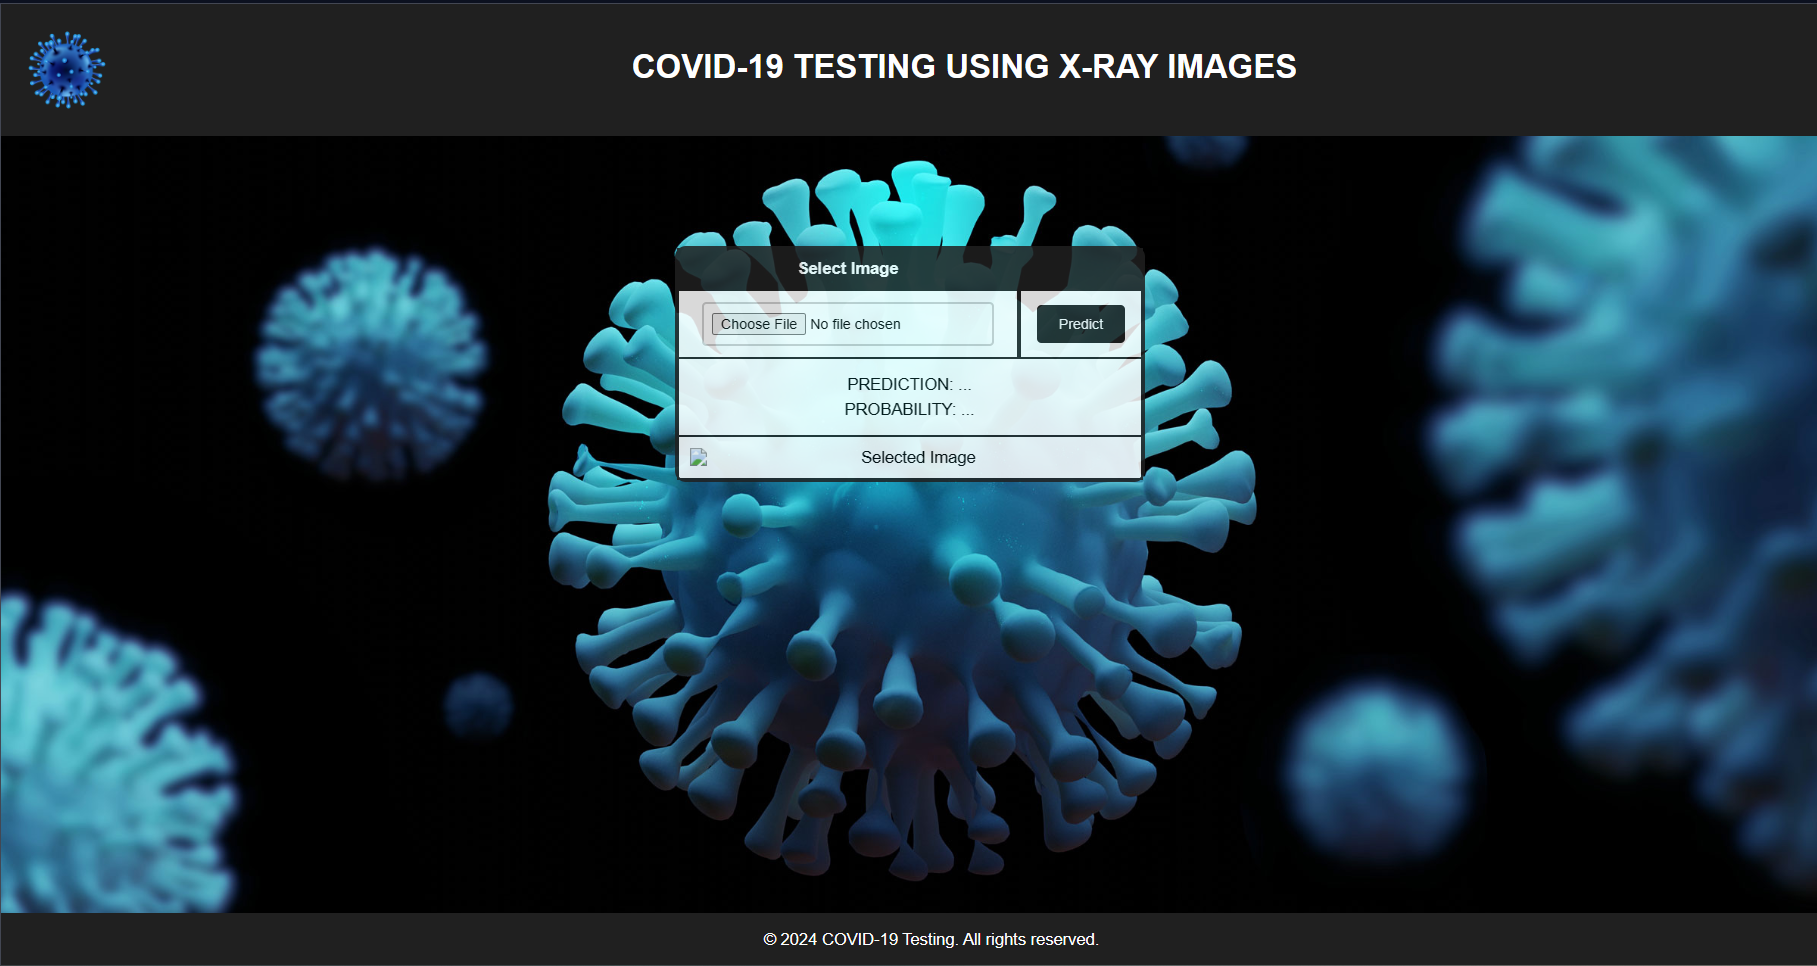 COVID-19 TESTING USING X-RAY IMAGES
Select Image
Choose File No file chosen
Predict
PREDICTION: ...
PROBABILITY: ...
Selected Image
© 2024 COVID-19 Testing. All rights reserved.